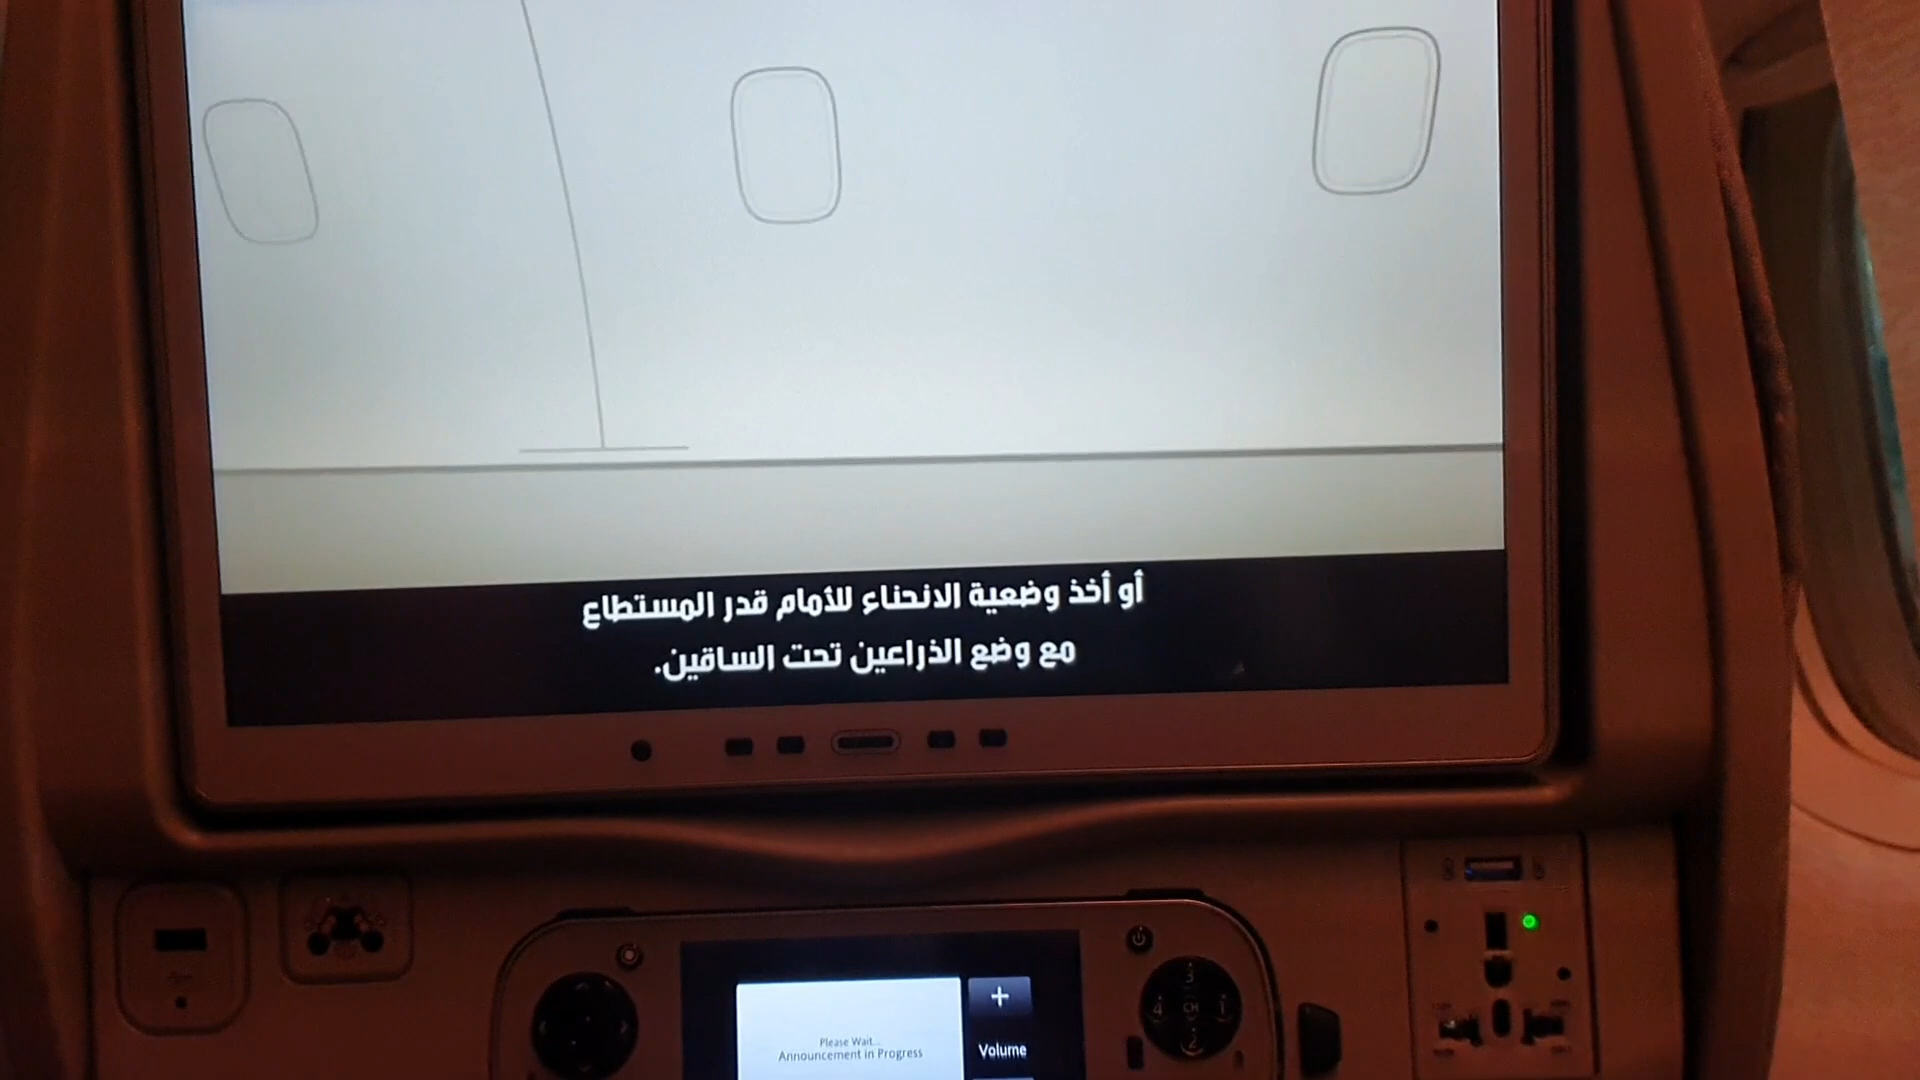 أو أخذ وضعية الانحناء للأمام قدر المستطاع
مع وضع الذراعين تحت الساقين.
Please Wait...
Announcement in Progress
+
Volume